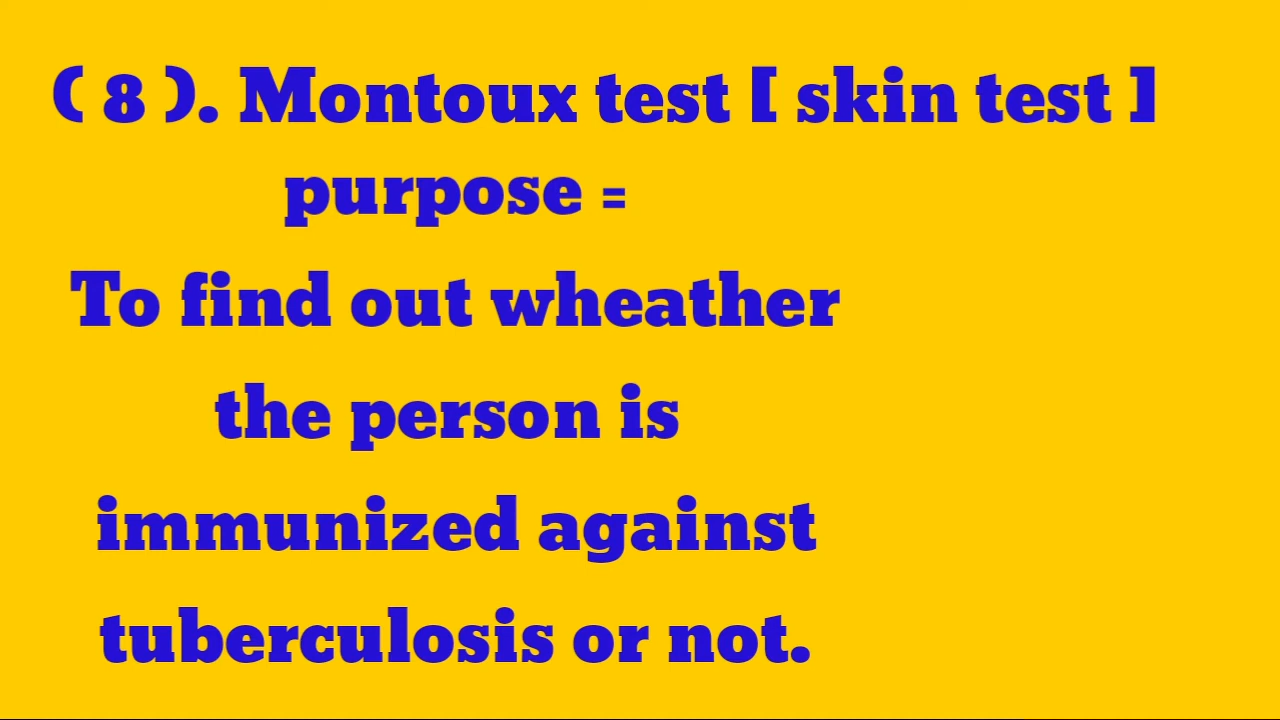 ( 8 ). Montoux test [ skin test ]
purpose =
To find out wheather
the person is
immunized against
tuberculosis or not.